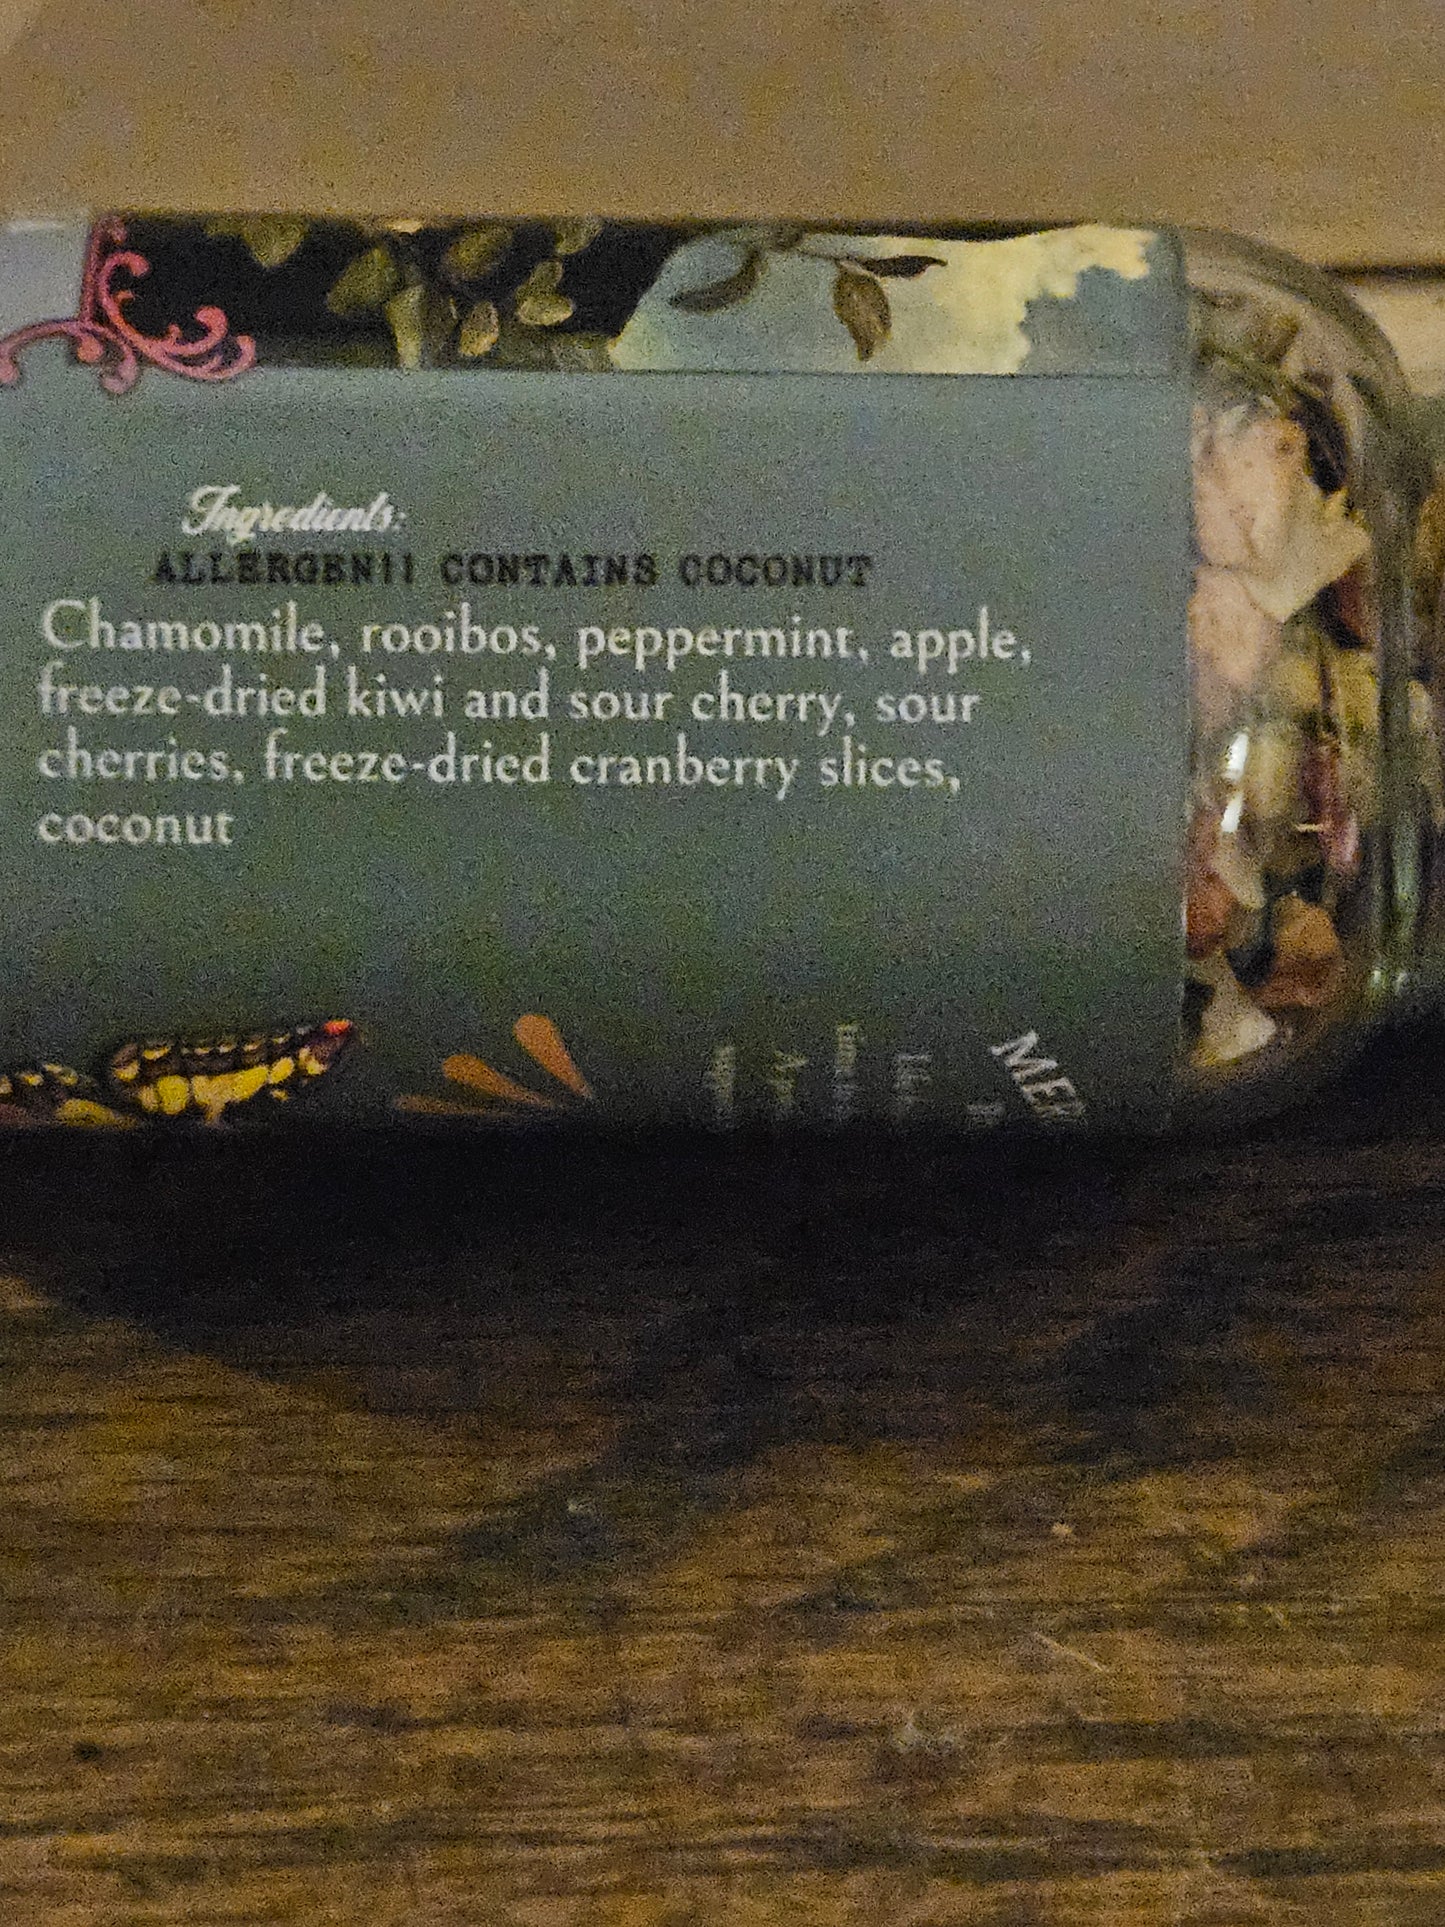 Ingredients:
ALLERGEN!! CONTAINS COCONUT
Chamomile, rooibos, peppermint, apple,
freeze-dried kiwi and sour cherry, sour
cherries, freeze-dried cranberry slices,
coconut